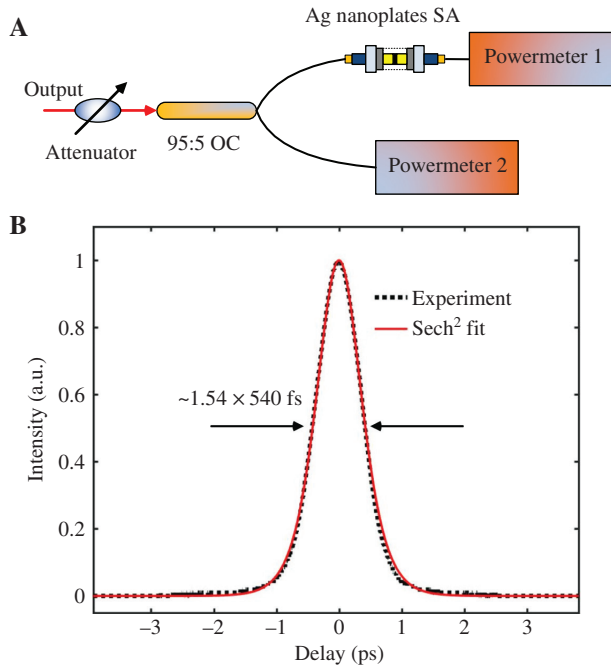 A
Ag nanoplates SA
Powermeter 1
Output
Attenuator
95:5 OC
Powermeter 2
B
1
0.8
0.6
0.4
0.2
0
Intensity (a.u.)
Experiment
Sech² fit
~1.54 × 540 fs
–3 –2 –1 0 1 2 3
Delay (ps)